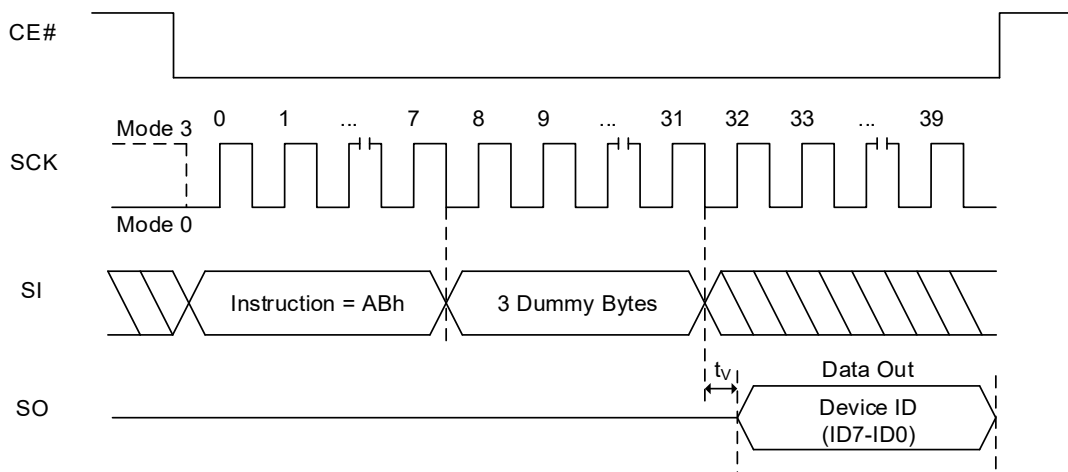 CE#
0 1 ... 7 8 9 ... 31 32 33 ... 39
Mode 3
SCK
Mode 0
SI
Instruction = ABh
3 Dummy Bytes
tV
Data Out
SO
Device ID
(ID7-ID0)